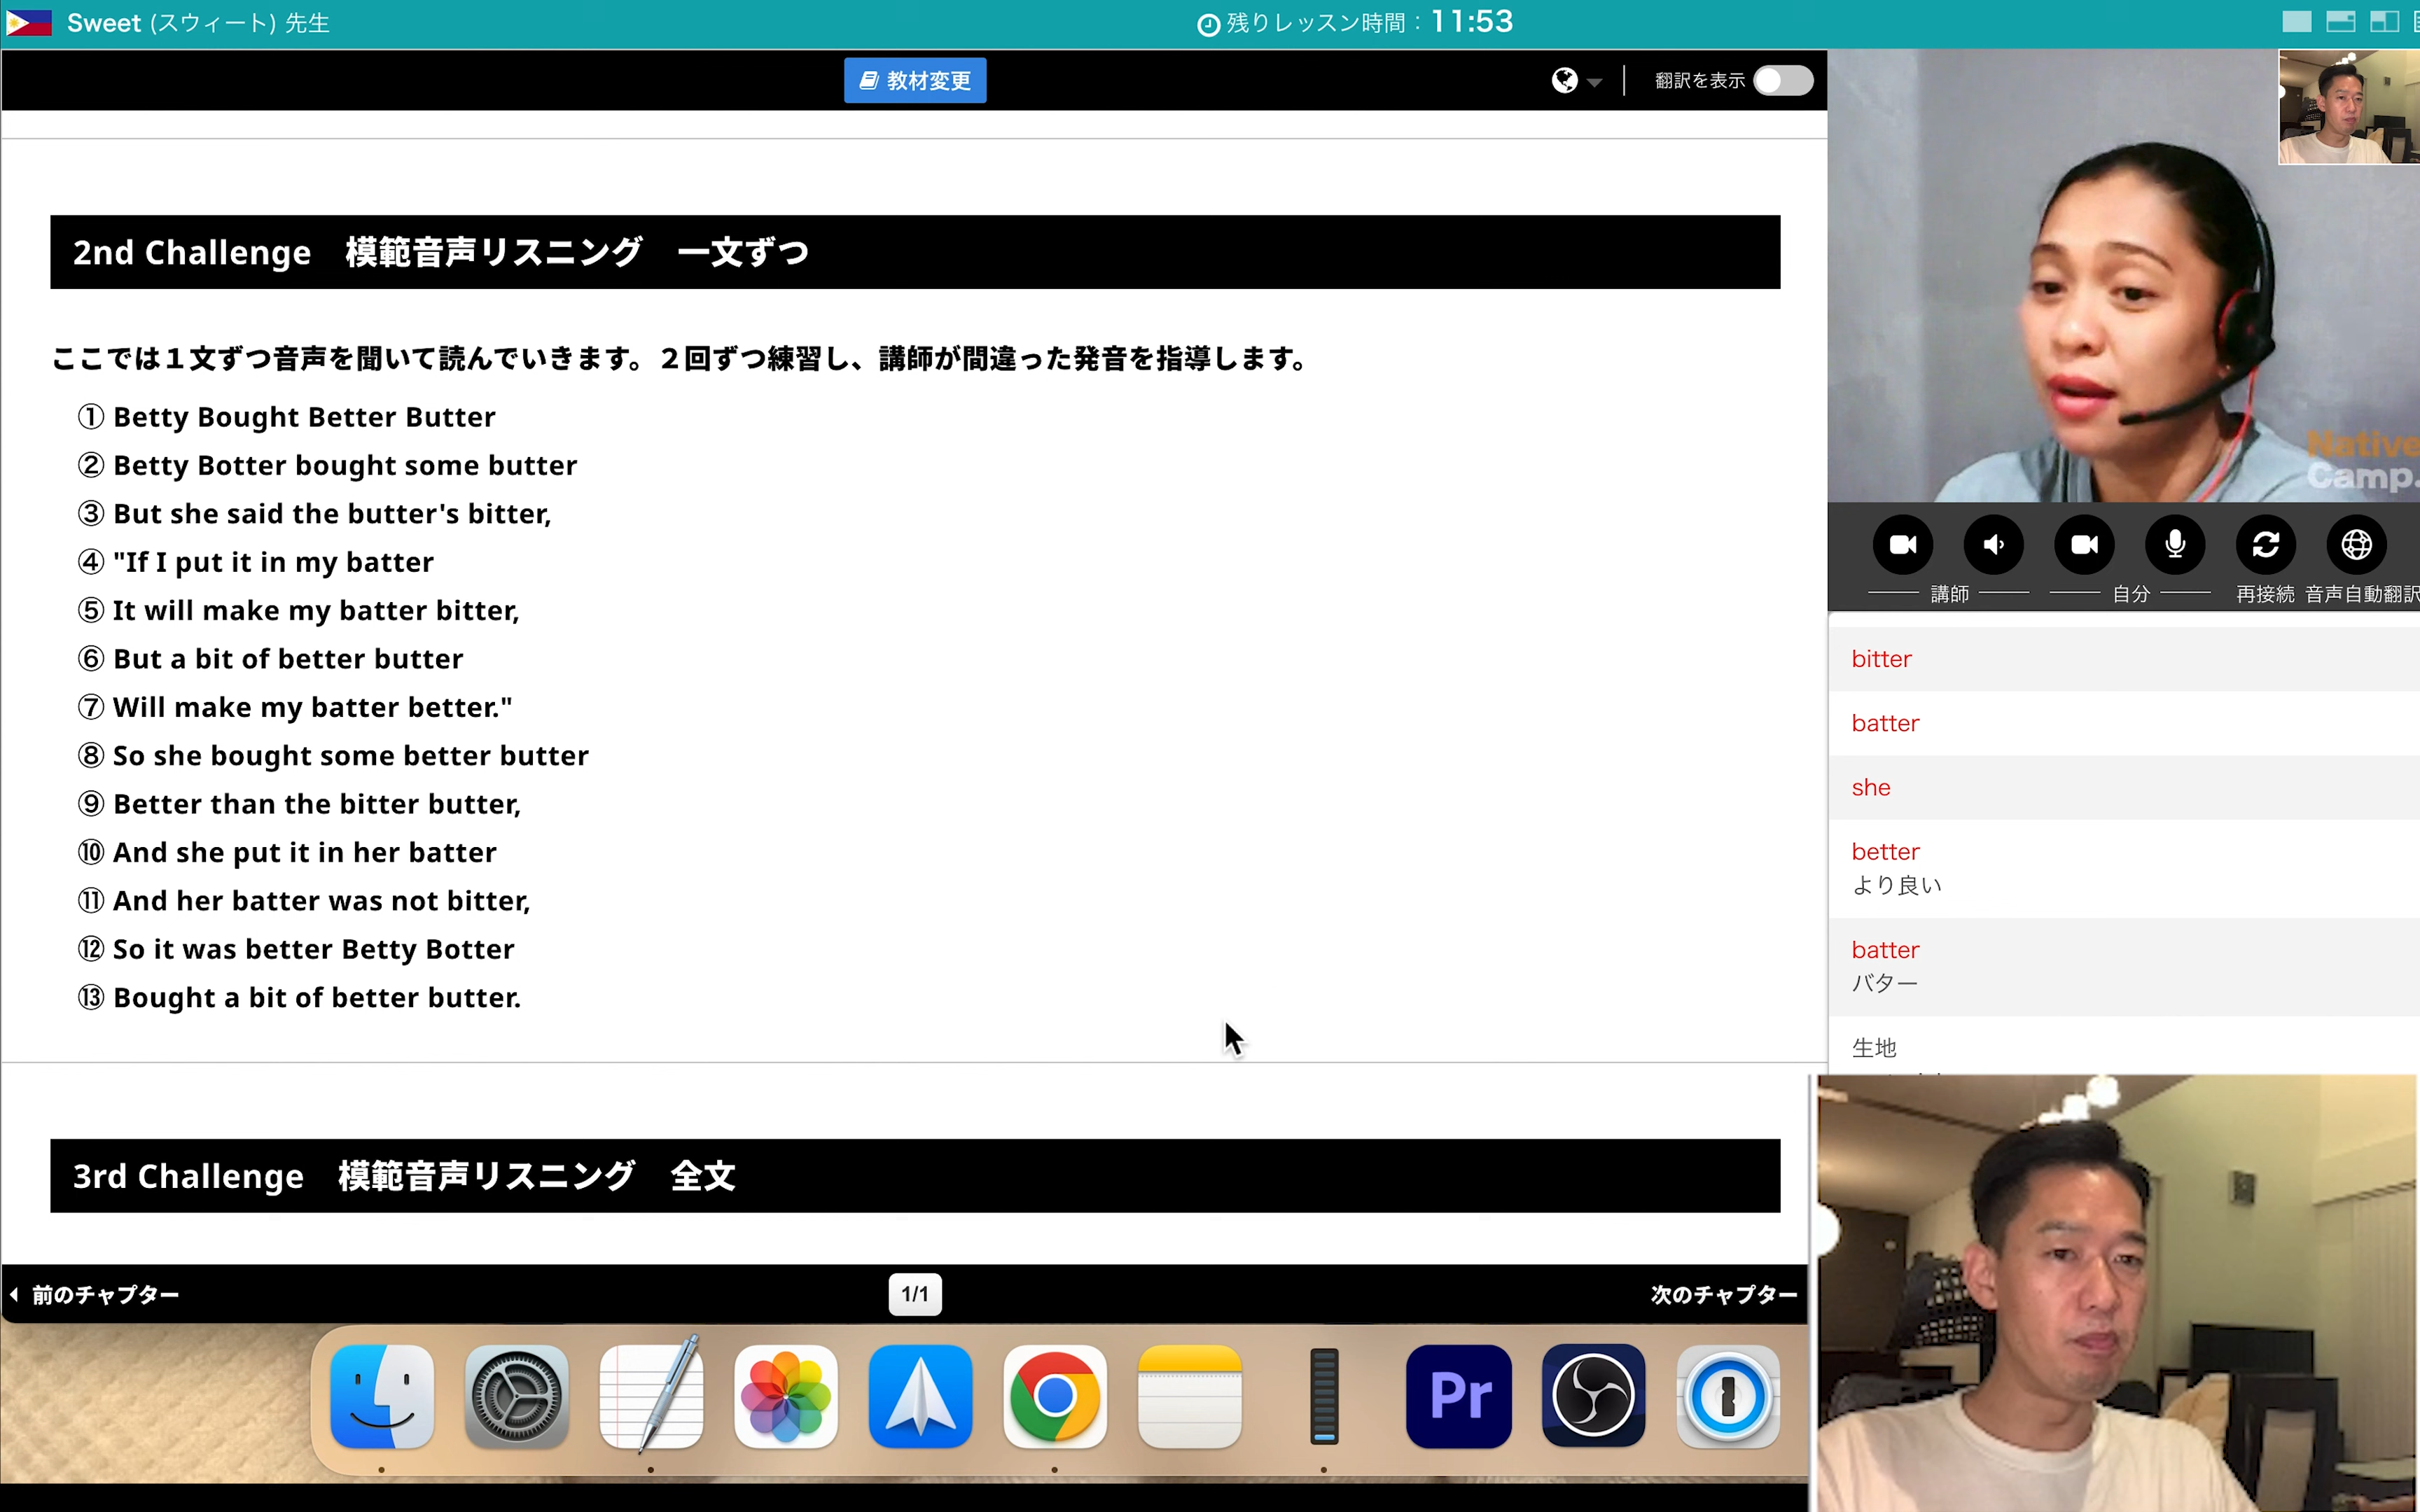 Sweet (スウィート) 先生
残りレッスン時間： 11:53
教材変更
翻訳を表示
2nd Challenge　模範音声リスニング　一文ずつ
ここでは１文ずつ音声を聞いて読んでいきます。２回ずつ練習し、講師が間違った発音を指導します。
① Betty Bought Better Butter
② Betty Botter bought some butter
③ But she said the butter's bitter,
④ "If I put it in my batter
⑤ It will make my batter bitter,
⑥ But a bit of better butter
⑦ Will make my batter better."
⑧ So she bought some better butter
⑨ Better than the bitter butter,
⑩ And she put it in her batter
⑪ And her batter was not bitter,
⑫ So it was better Betty Botter
⑬ Bought a bit of better butter.
3rd Challenge　模範音声リスニング　全文
前のチャプター
1/1
次のチャプター
Native
Camp.
講師
自分
再接続
音声自動翻訳
bitter
batter
she
better
より良い
batter
バター
生地
Pr